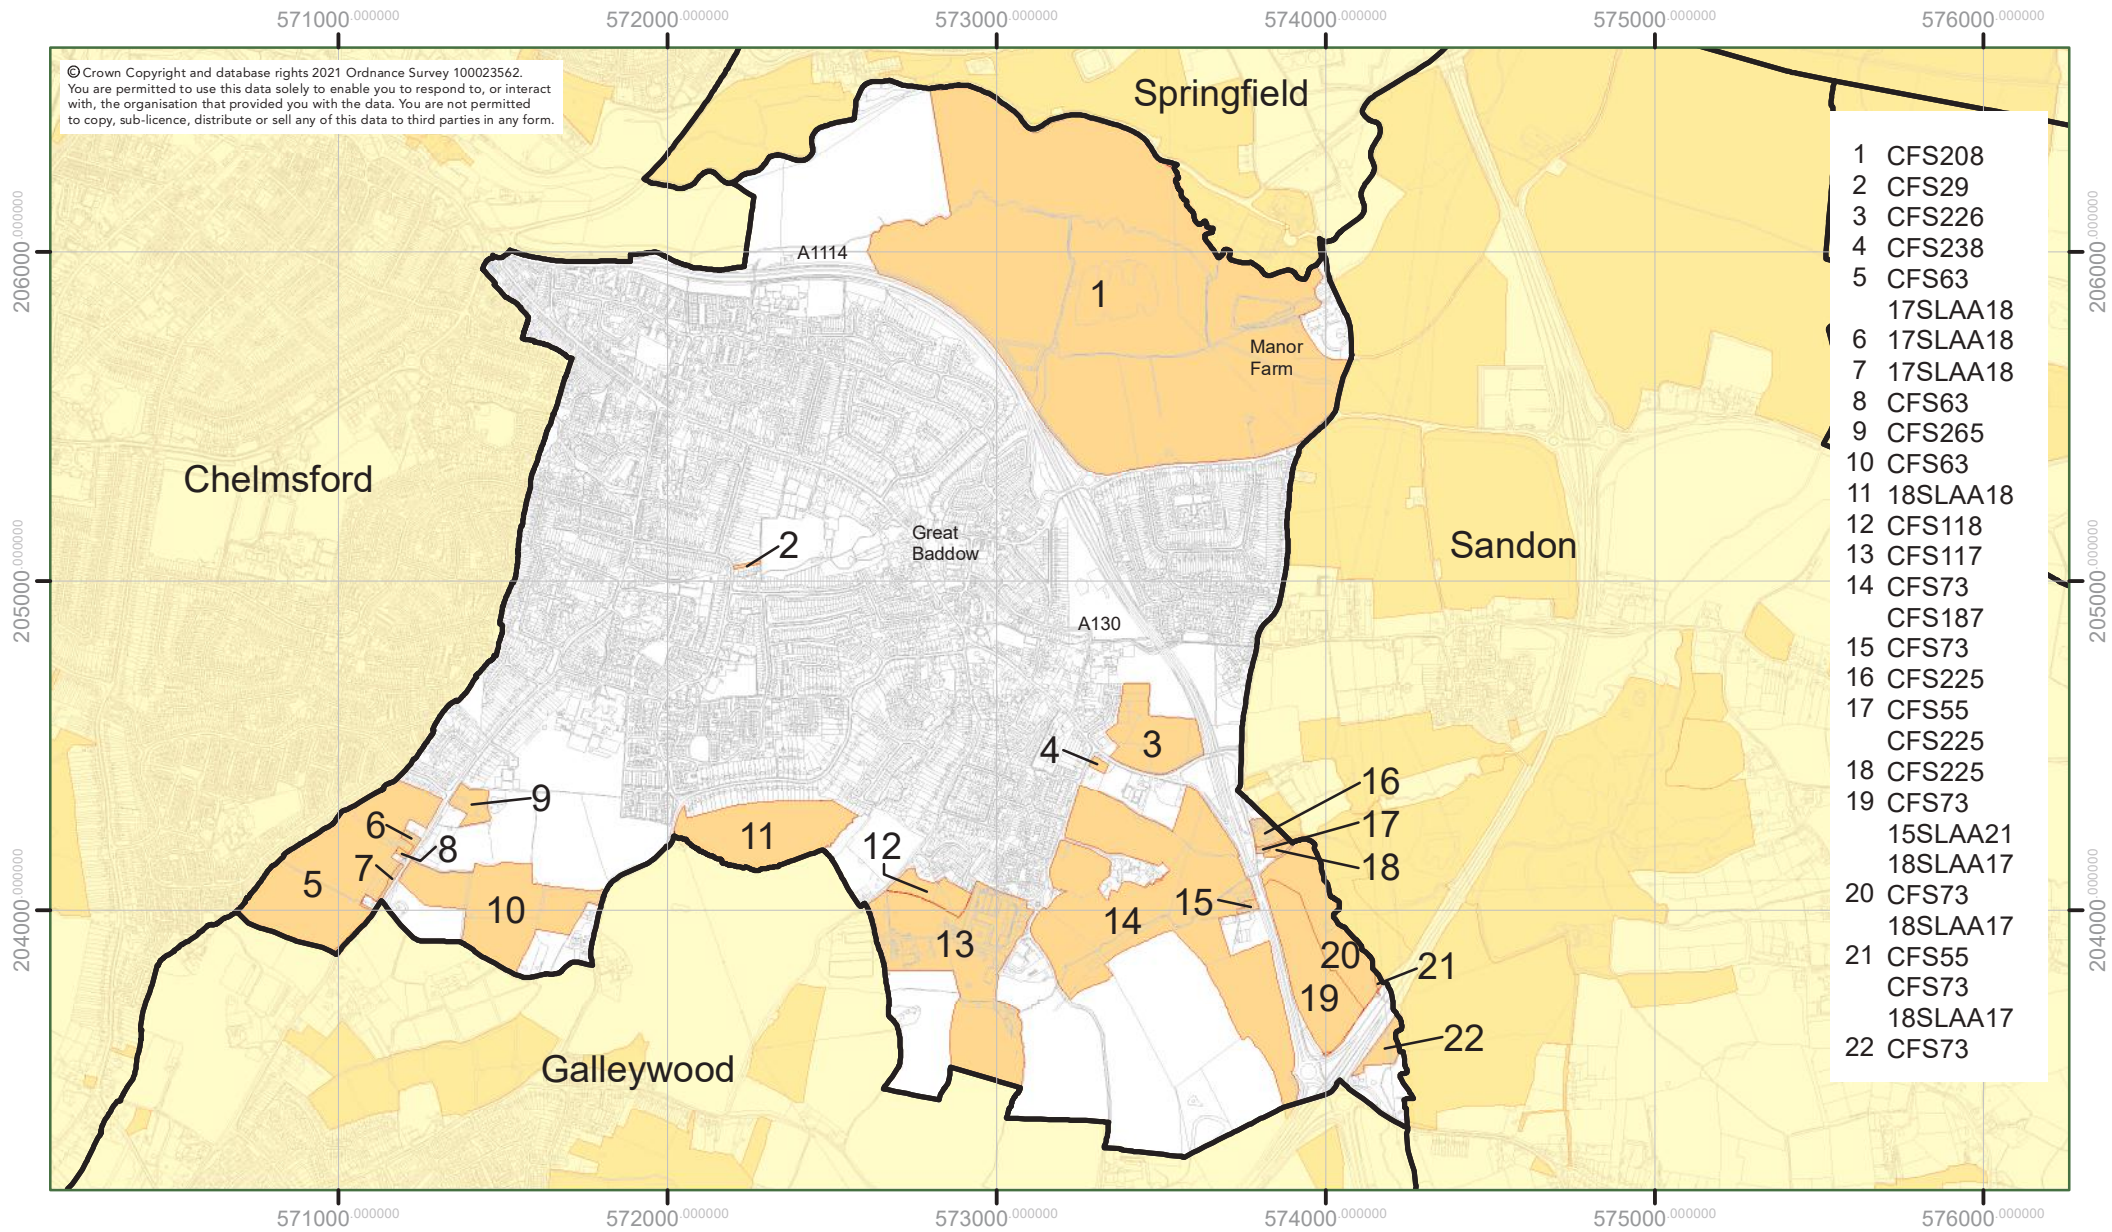 571000.000000 572000.000000 573000.000000 574000.000000 575000.000000 576000.000000
© Crown Copyright and database rights 2021 Ordnance Survey 100023562.
You are permitted to use this data solely to enable you to respond to, or interact
with, the organisation that provided you with the data. You are not permitted
to copy, sub-licence, distribute or sell any of this data to third parties in any form.
Springfield
206000.000000
A1114
206000.000000
1
Manor
Farm
Chelmsford
Great
Baddow
2
Sandon
205000.000000
A130
205000.000000
3
4
16
9
6
17
11
12
8
7
18
5
15
10
14
13
204000.000000
20
21
204000.000000
19
22
Galleywood
1 CFS208
2 CFS29
3 CFS226
4 CFS238
5 CFS63
17SLAA18
6 17SLAA18
7 17SLAA18
8 CFS63
9 CFS265
10 CFS63
11 18SLAA18
12 CFS118
13 CFS117
14 CFS73
CFS187
15 CFS73
16 CFS225
17 CFS55
CFS225
18 CFS225
19 CFS73
15SLAA21
18SLAA17
20 CFS73
18SLAA17
21 CFS55
CFS73
18SLAA17
22 CFS73
571000.000000 572000.000000 573000.000000 574000.000000 575000.000000 576000.000000